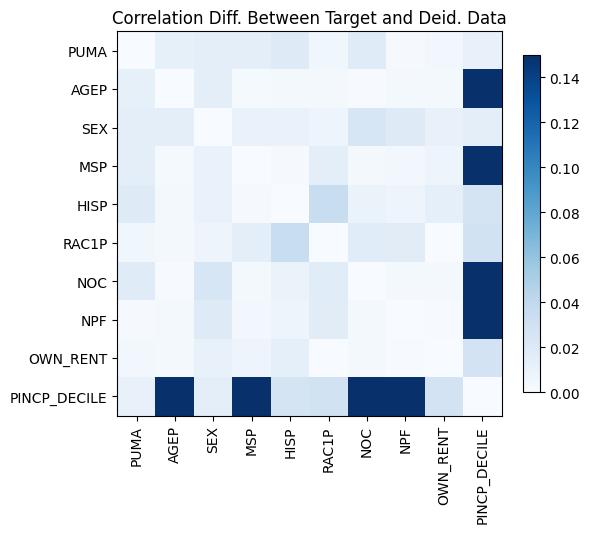 Correlation Diff. Between Target and Deid. Data
PUMA
AGEP
SEX
MSP
HISP
RAC1P
NOC
NPF
OWN_RENT
PINCP_DECILE
PUMA
AGEP
SEX
MSP
HISP
RAC1P
NOC
NPF
OWN_RENT
PINCP_DECILE
0.14
0.12
0.10
0.08
0.06
0.04
0.02
0.00